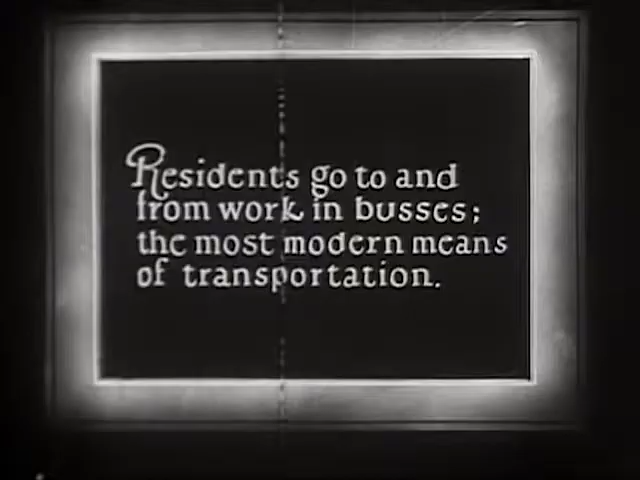 Residents go to and
from work in busses;
the most modern means
of transportation.